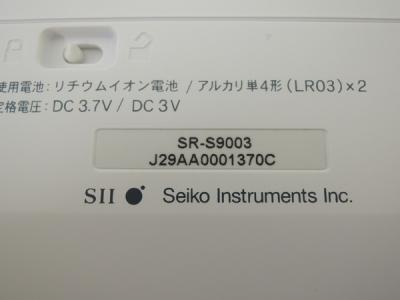 使用電池:リチウムイオン電池 / アルカリ単4形(LR03)×2
定格電圧:DC 3.7V / DC 3V
SR-S9003
J29AA0001370C
SII Seiko Instruments Inc.